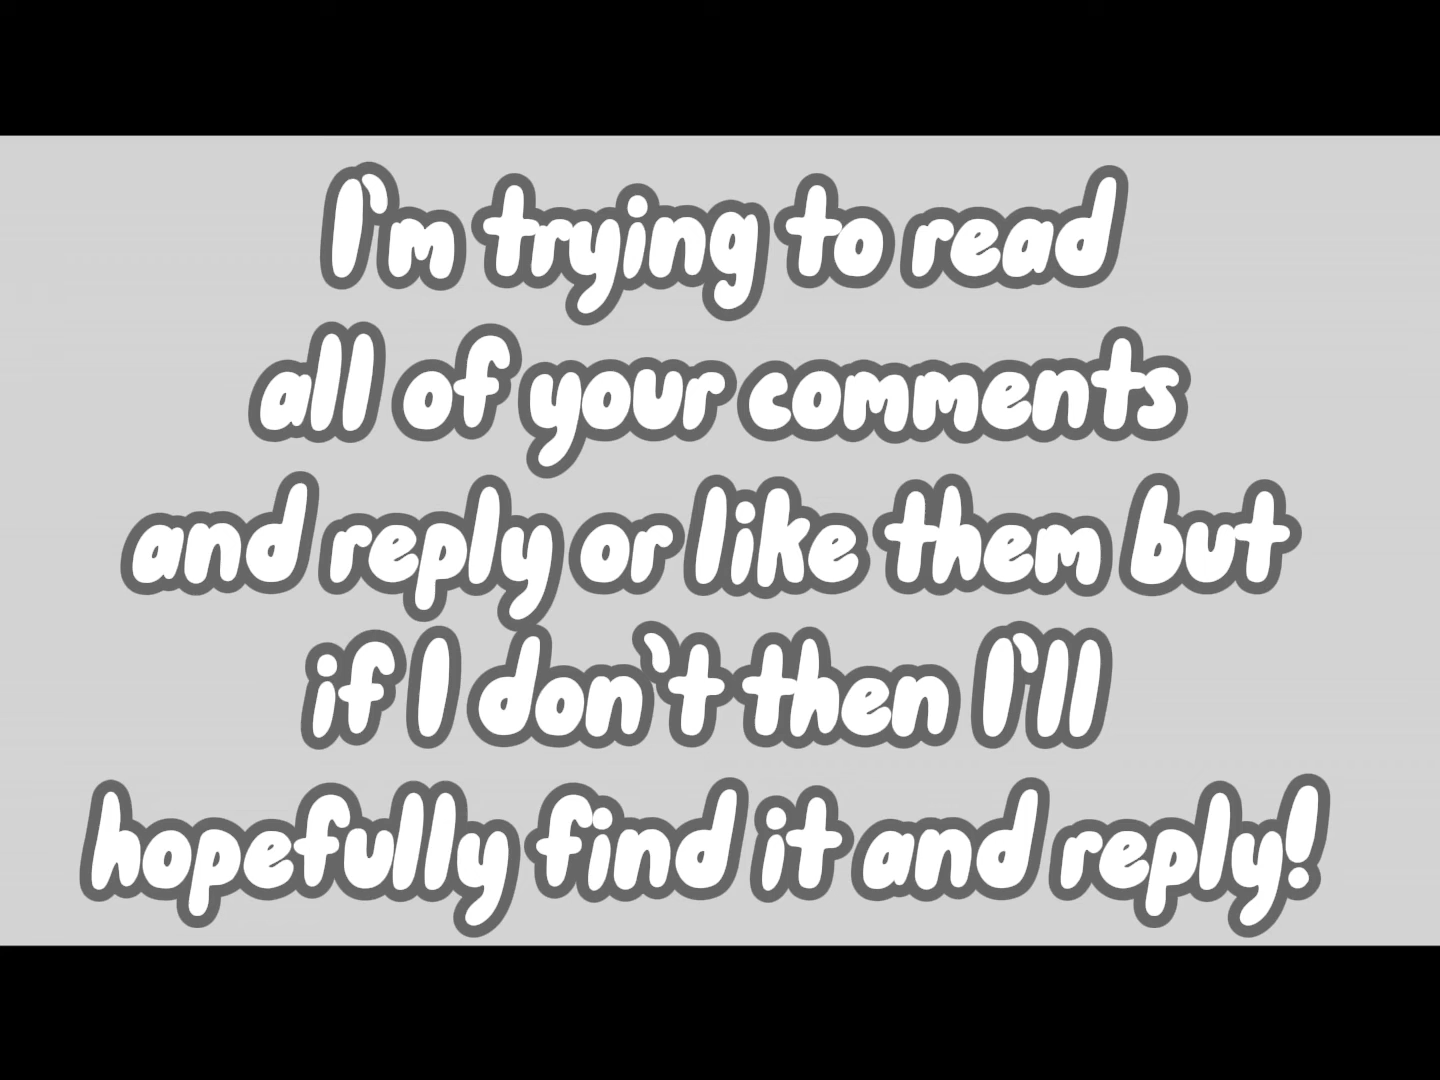 I'm trying to read
all of your comments
and reply or like them but
if I don't then I'll
hopefully find it and reply!